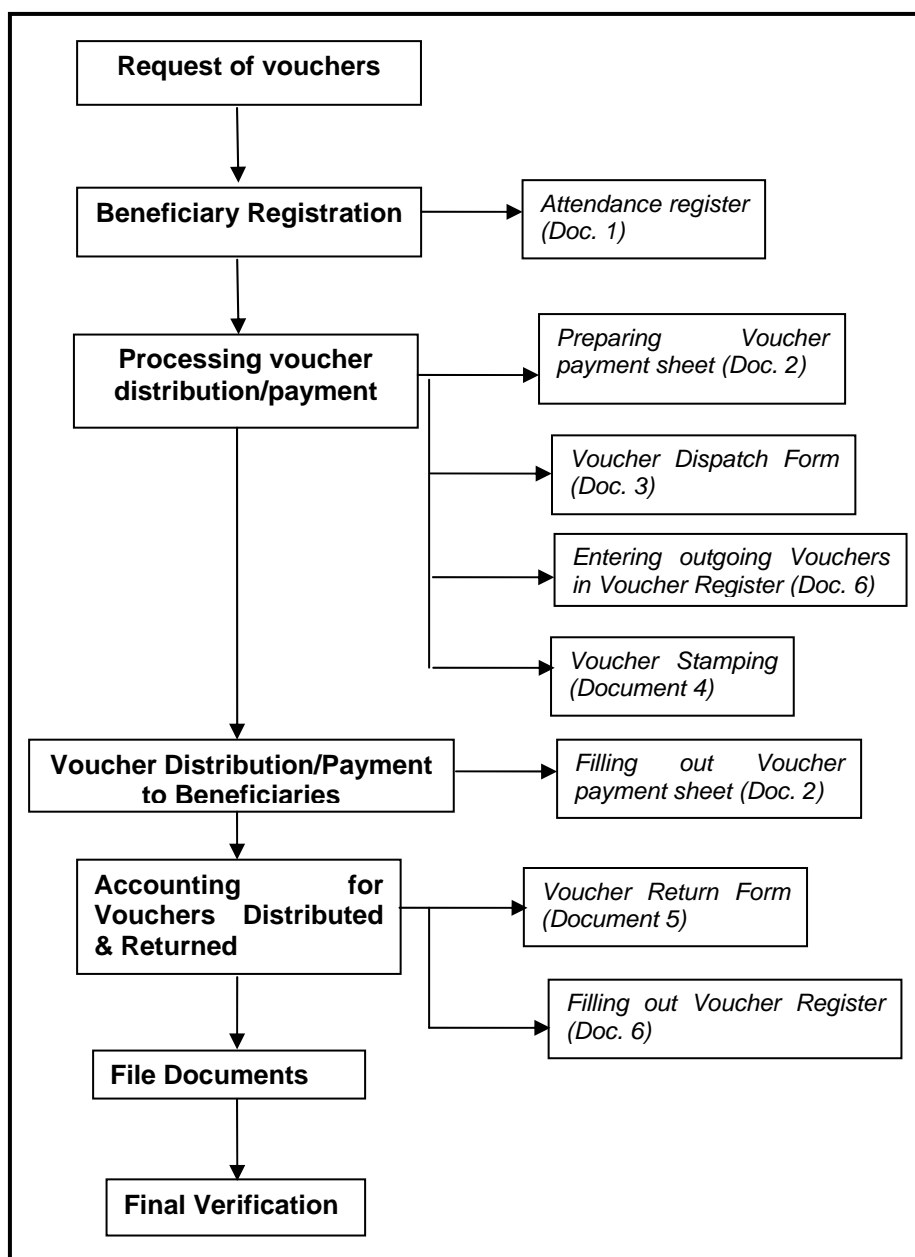 Request of vouchers
Beneficiary Registration
Attendance register
(Doc. 1)
Processing voucher
distribution/payment
Preparing Voucher
payment sheet (Doc. 2)
Voucher Dispatch Form
(Doc. 3)
Entering outgoing Vouchers
in Voucher Register (Doc. 6)
Voucher Stamping
(Document 4)
Voucher Distribution/Payment
to Beneficiaries
Filling out Voucher
payment sheet (Doc. 2)
Accounting for
Vouchers Distributed
& Returned
Voucher Return Form
(Document 5)
Filling out Voucher Register
(Doc. 6)
File Documents
Final Verification